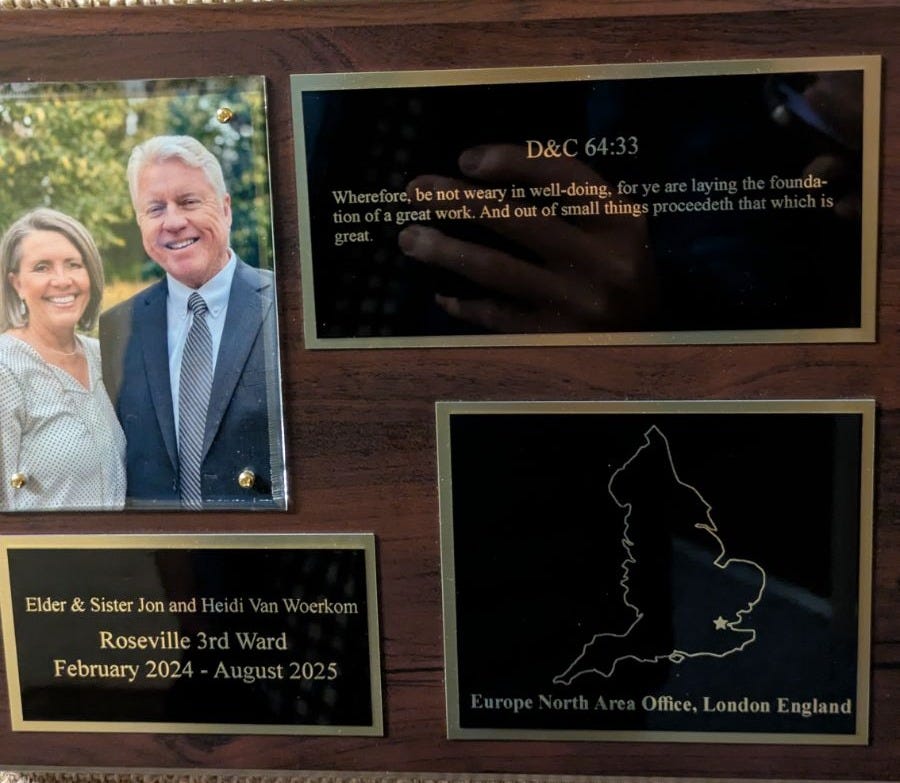 D&C 64:33
Wherefore, be not weary in well-doing, for ye are laying the founda-
tion of a great work. And out of small things proceedeth that which is
great.
Elder & Sister Jon and Heidi Van Woerkom
Roseville 3rd Ward
February 2024 - August 2025
Europe North Area Office, London England